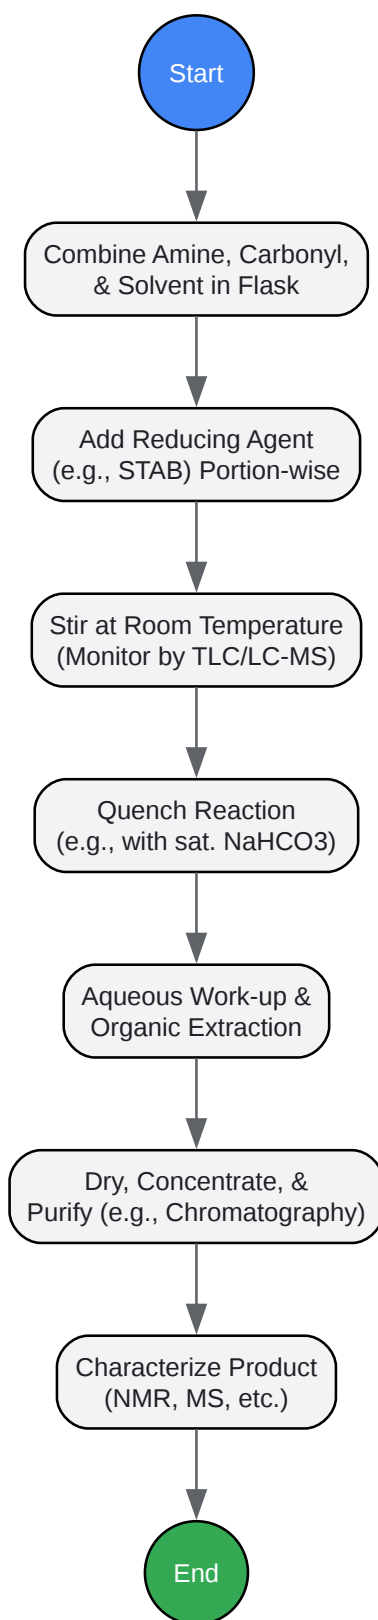 Start
Combine Amine, Carbonyl,
& Solvent in Flask
Add Reducing Agent
(e.g., STAB) Portion-wise
Stir at Room Temperature
(Monitor by TLC/LC-MS)
Quench Reaction
(e.g., with sat. NaHCO3)
Aqueous Work-up &
Organic Extraction
Dry, Concentrate, &
Purify (e.g., Chromatography)
Characterize Product
(NMR, MS, etc.)
End